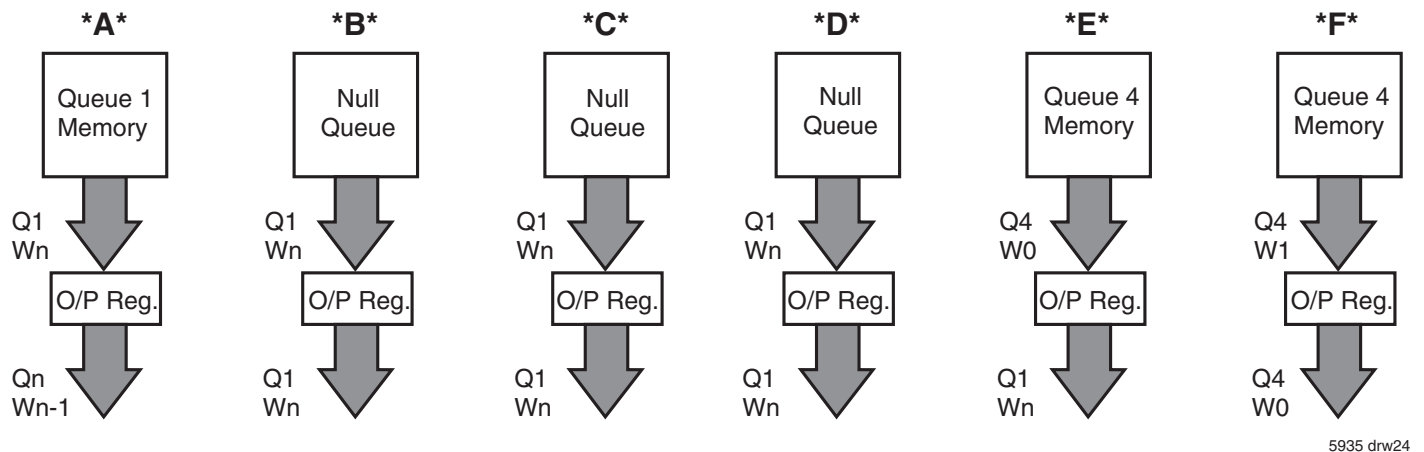 *A*
*B*
*C*
*D*
*E*
*F*
Queue 1
Memory
Null
Queue
Null
Queue
Null
Queue
Queue 4
Memory
Queue 4
Memory
Q1
Wn
Q1
Wn
Q1
Wn
Q1
Wn
Q4
W0
Q4
W1
O/P Reg.
O/P Reg.
O/P Reg.
O/P Reg.
O/P Reg.
O/P Reg.
Qn
Wn-1
Q1
Wn
Q1
Wn
Q1
Wn
Q1
Wn
Q4
W0
5935 drw24